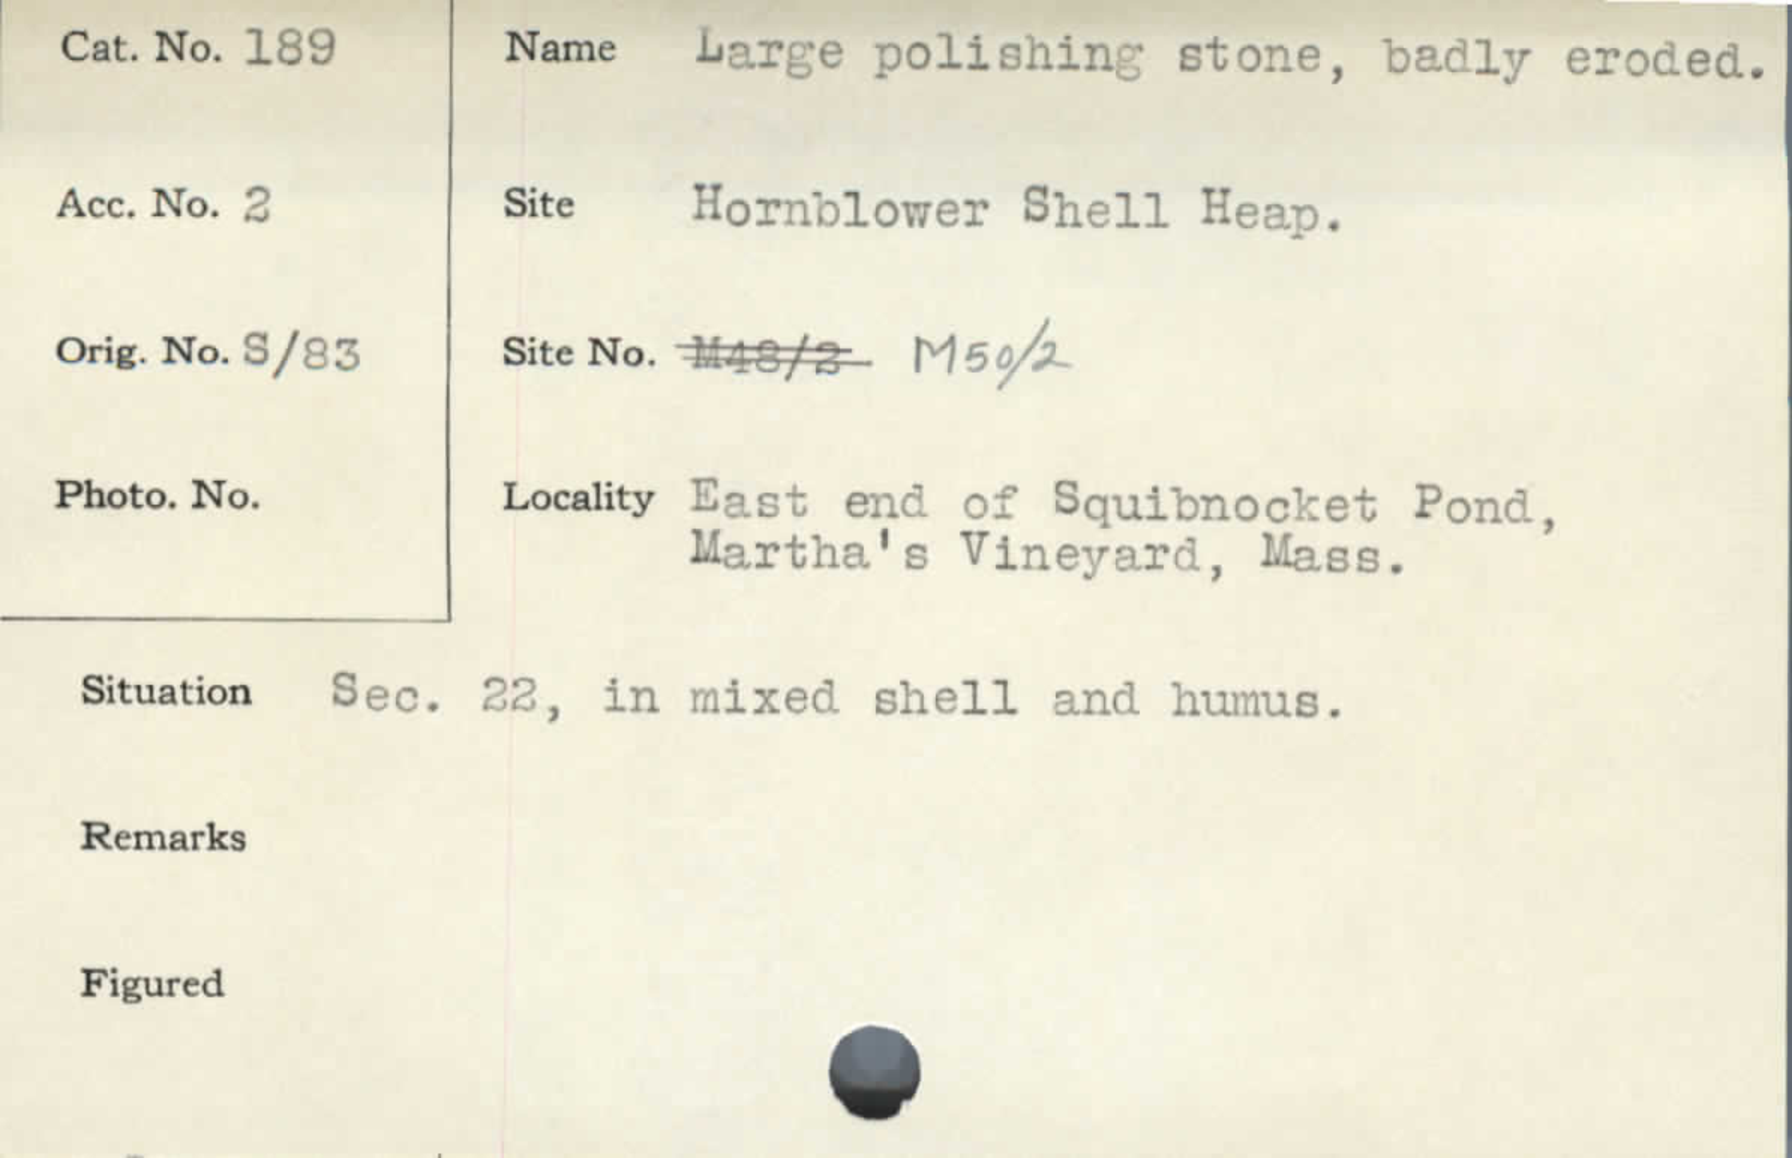 Cat. No. 189
Name Large polishing stone, badly eroded.
Acc. No. 2
Site Hornblower Shell Heap.
Orig. No. S/83
Site No. M48/2 M50/2
Photo. No.
Locality East end of Squibnocket Pond,
Martha's Vineyard, Mass.
Situation Sec. 22, in mixed shell and humus.
Remarks
Figured